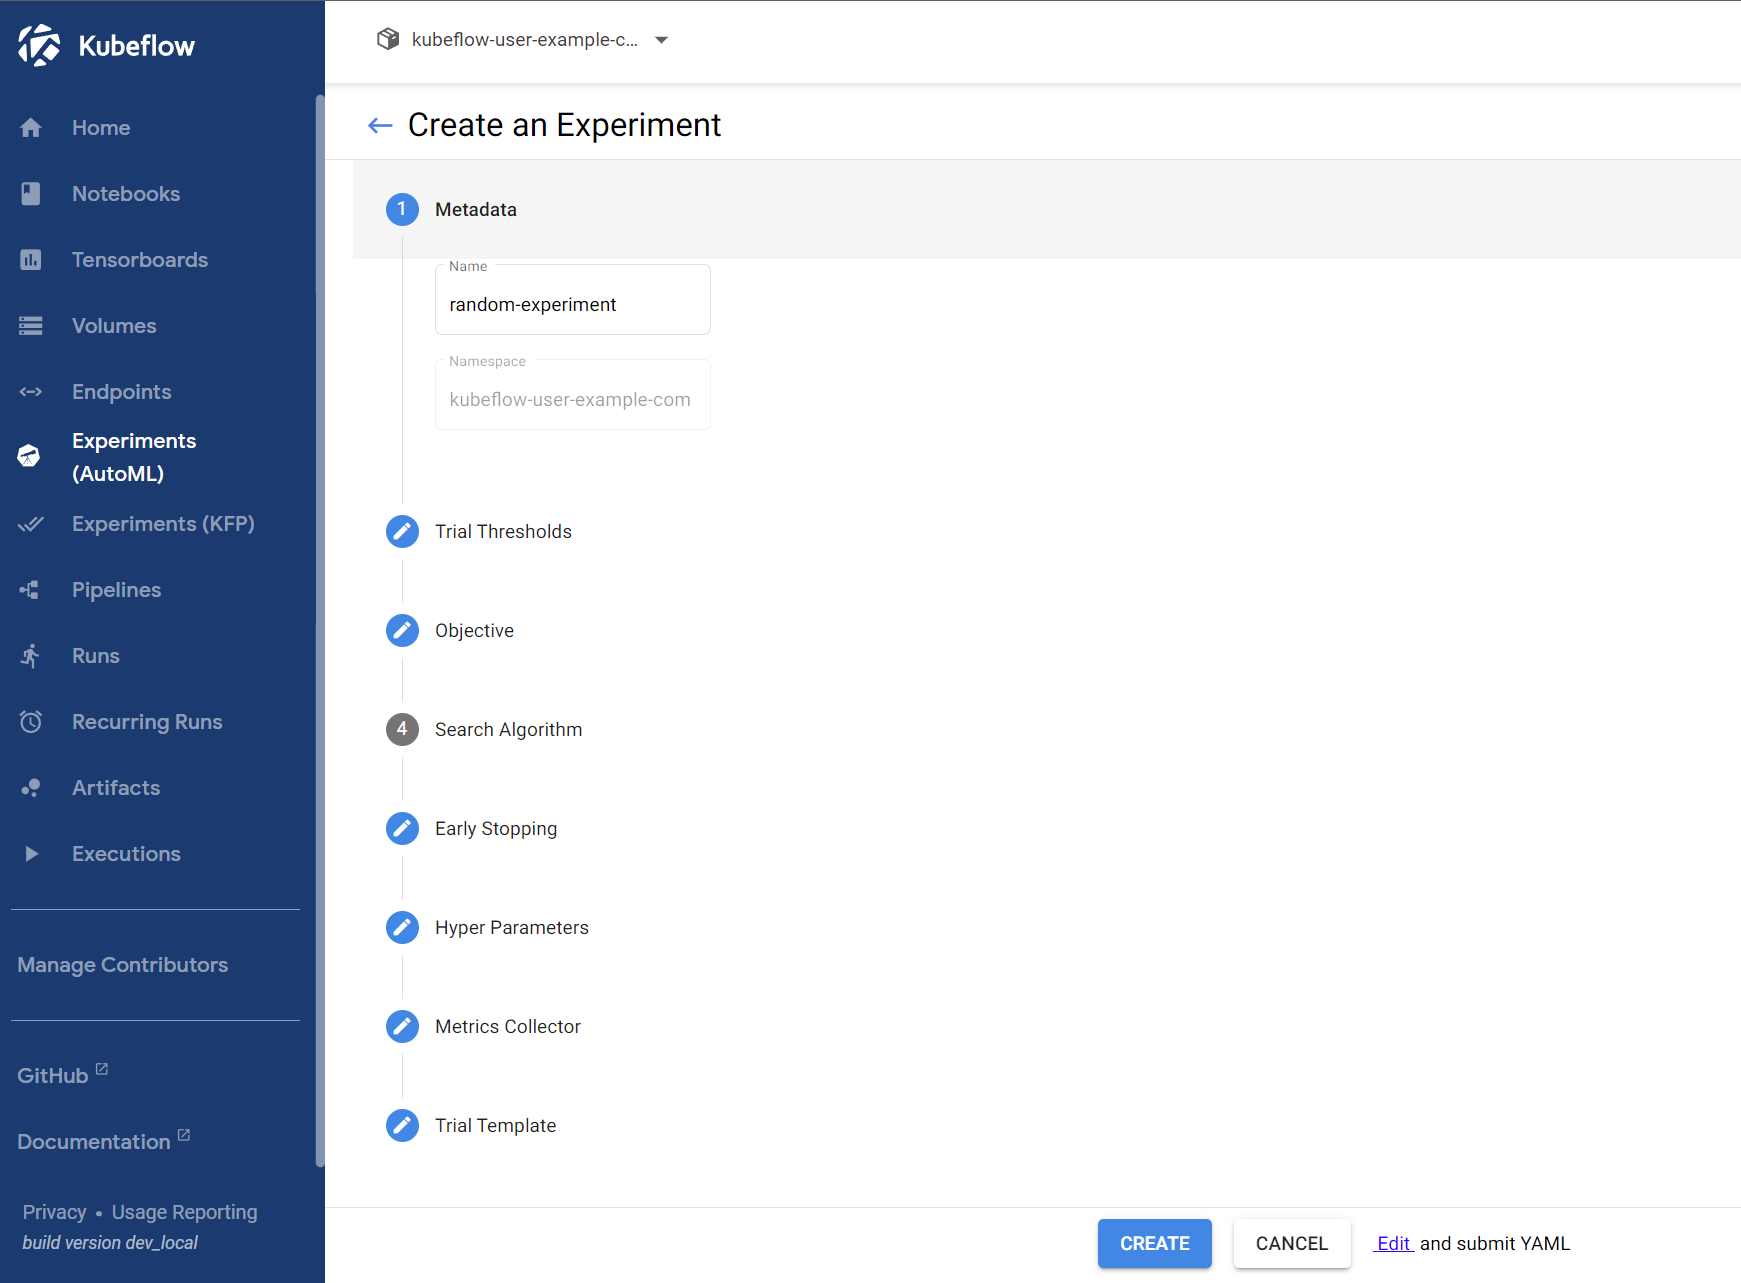 Kubeflow
Home
Notebooks
Tensorboards
Volumes
Endpoints
Experiments
(AutoML)
Experiments (KFP)
Pipelines
Runs
Recurring Runs
Artifacts
Executions
Manage Contributors
GitHub
Documentation
Privacy • Usage Reporting
build version dev_local
kubeflow-user-example-c...
Create an Experiment
1 Metadata
Name
random-experiment
Namespace
kubeflow-user-example-com
Trial Thresholds
Objective
4 Search Algorithm
Early Stopping
Hyper Parameters
Metrics Collector
Trial Template
CREATE CANCEL Edit and submit YAML